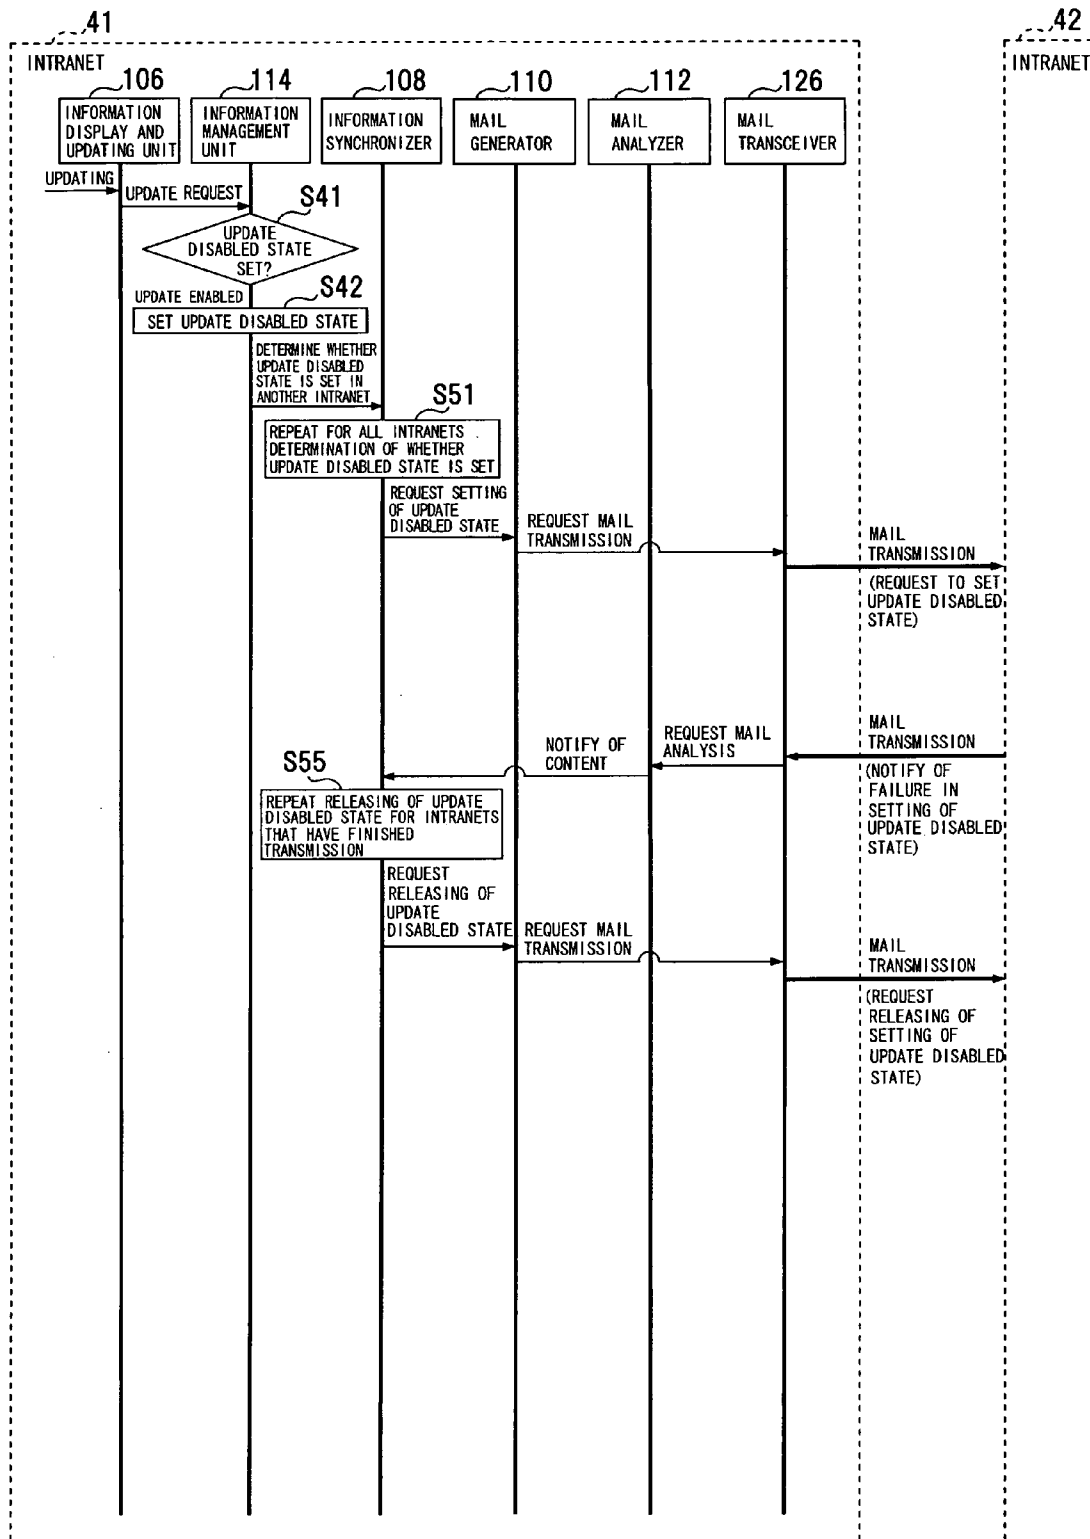 41
42
INTRANET
INTRANET
106
114
108
110
112
126
INFORMATION
DISPLAY AND
UPDATING UNIT
INFORMATION
MANAGEMENT
UNIT
INFORMATION
SYNCHRONIZER
MAIL
GENERATOR
MAIL
ANALYZER
MAIL
TRANSCEIVER
UPDATING
UPDATE REQUEST
S41
UPDATE
DISABLED STATE
SET?
UPDATE ENABLED
S42
SET UPDATE DISABLED STATE
DETERMINE WHETHER
UPDATE DISABLED
STATE IS SET IN
ANOTHER INTRANET
S51
REPEAT FOR ALL INTRANETS
DETERMINATION OF WHETHER
UPDATE DISABLED STATE IS SET
REQUEST SETTING
OF UPDATE
DISABLED STATE
REQUEST MAIL
TRANSMISSION
MAIL
TRANSMISSION
(REQUEST TO SET
UPDATE DISABLED
STATE)
MAIL
TRANSMISSION
(NOTIFY OF
FAILURE IN
SETTING OF
UPDATE DISABLED
STATE)
REQUEST MAIL
ANALYSIS
NOTIFY OF
CONTENT
S55
REPEAT RELEASING OF UPDATE
DISABLED STATE FOR INTRANETS
THAT HAVE FINISHED
TRANSMISSION
REQUEST
RELEASING OF
UPDATE
DISABLED STATE
REQUEST MAIL
TRANSMISSION
MAIL
TRANSMISSION
(REQUEST
RELEASING OF
SETTING OF
UPDATE DISABLED
STATE)